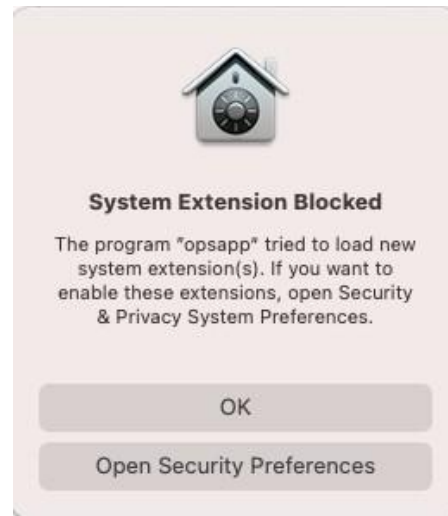 System Extension Blocked
The program "opsapp" tried to load new
system extension(s). If you want to
enable these extensions, open Security
& Privacy System Preferences.
OK
Open Security Preferences